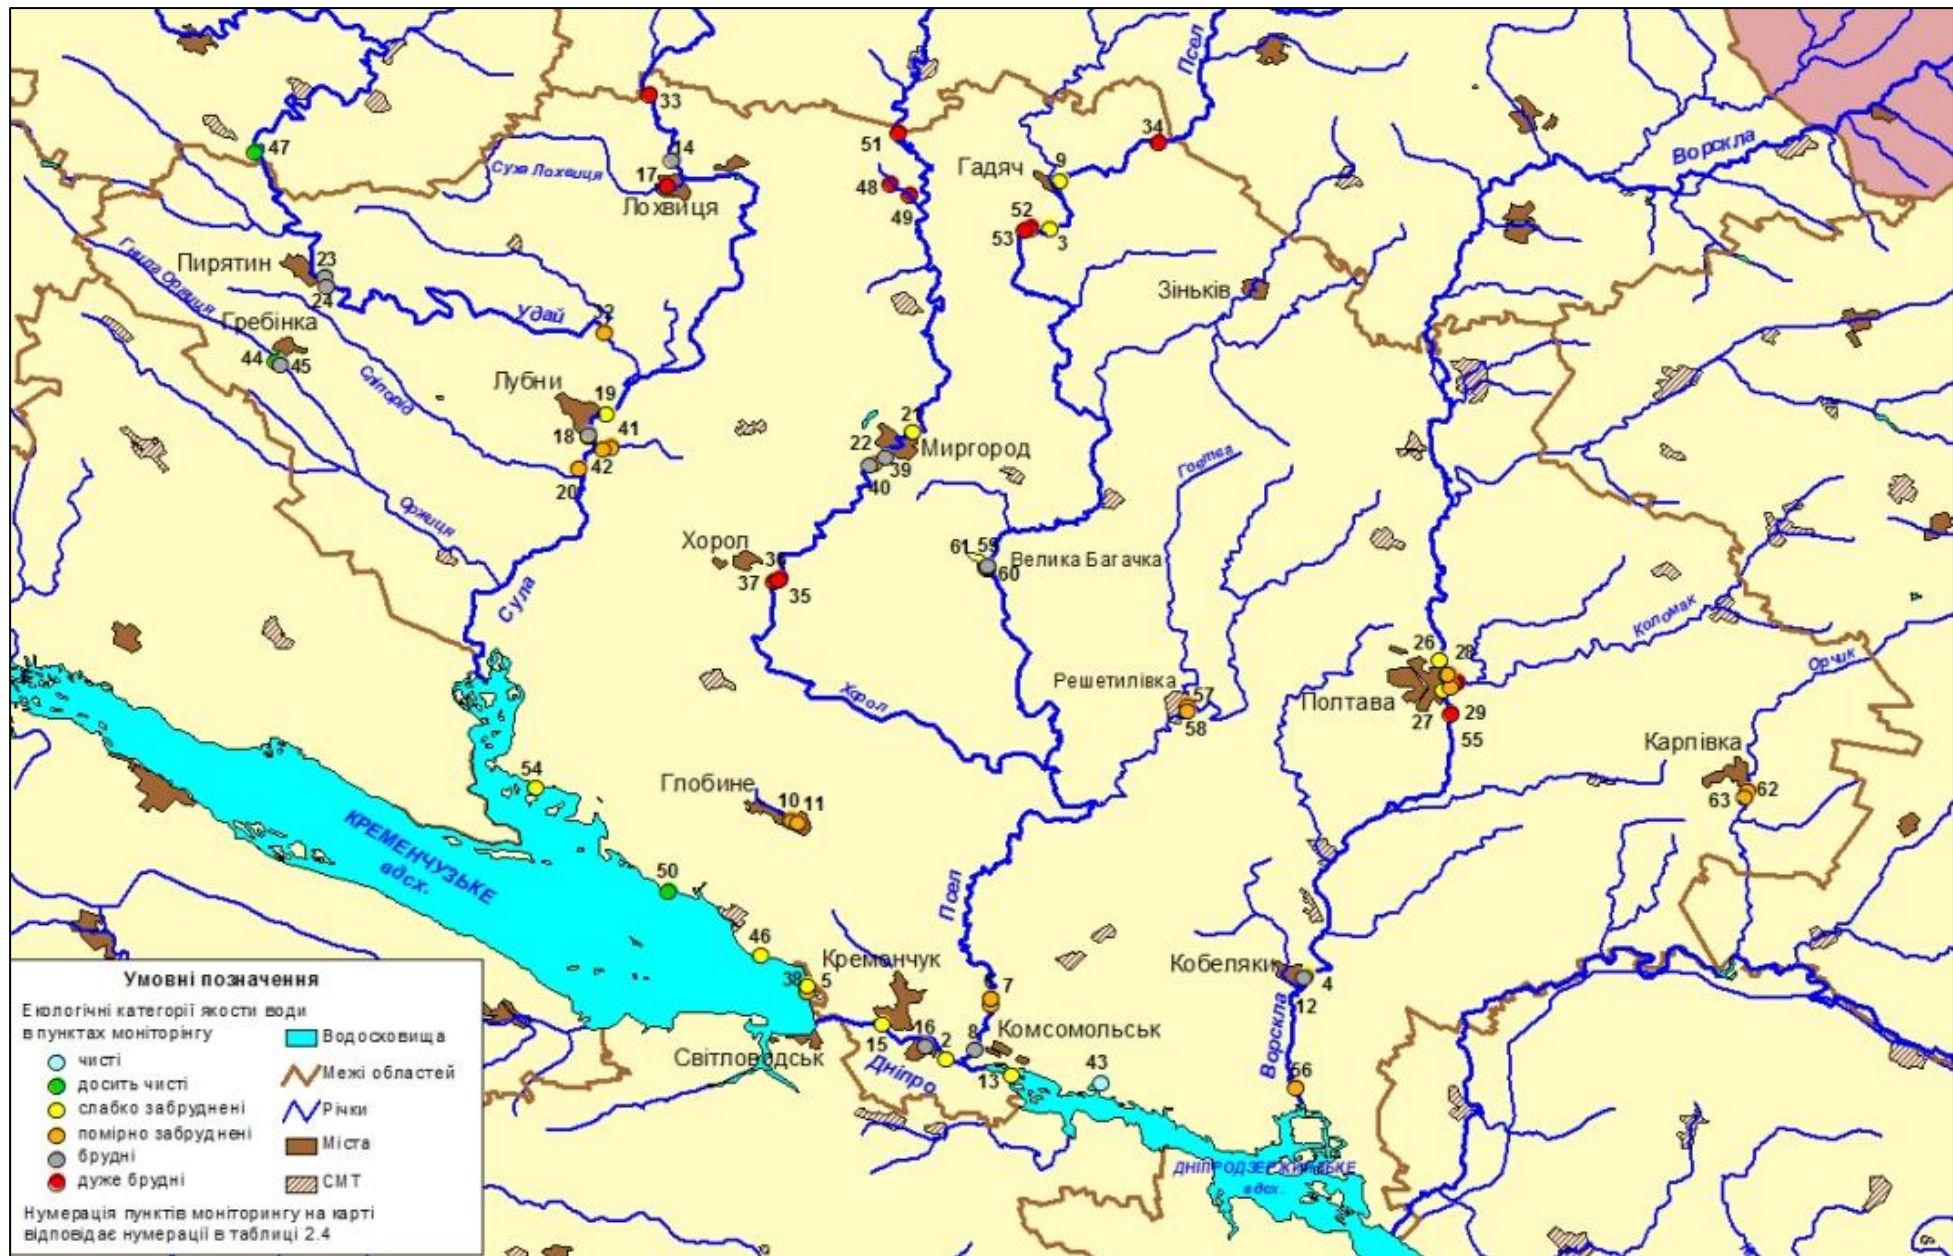 Псел
33
51
34
14
47
Ворскла
Суха Лохвиця
17
9
Гадяч
48
49
Лохвиця
52
53
3
Гнила Оржиця
Пирятин
23
24
Зіньків
Удай
32
Гребінка
44
45
Сліпорід
Лубни
19
21
18
41
22
Миргород
42
39
40
20
Говтва
Оржиця
Хорол
36
61
59
Велика Багачка
37
35
60
Сула
Коломак
26
28
Орчик
Решетилівка
57
Полтава
Хорол
58
27
29
55
Карлівка
54
Глобине
10
11
62
63
КРЕМЕНЧУЗЬКЕ
вдсх.
50
Псел
46
Кременчук
Кобеляки
38
5
4
6
7
12
Комсомольськ
16
2
8
15
Світловодськ
Ворскла
Дніпро
13
43
56
ДНІПРОДЗЕРЖИНСЬКЕ
вдсх.
Умовні позначення
Екологічні категорії якости води
в пунктах моніторінгу
чисті
досить чисті
слабко забруднені
помірно забруднені
брудні
дуже брудні
Водосховища
Межі областей
Річки
Міста
СМТ
Нумерація пунктів моніторингу на карті
відповідає нумерації в таблиці 2.4